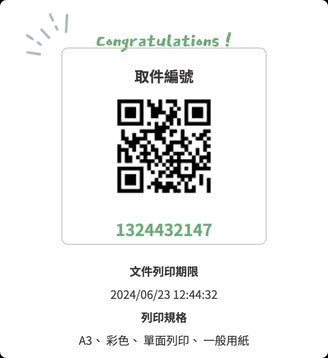 Congratulations!
取件編號
1324432147
文件列印期限
2024/06/23 12:44:32
列印規格
A3、彩色、單面列印、一般用紙